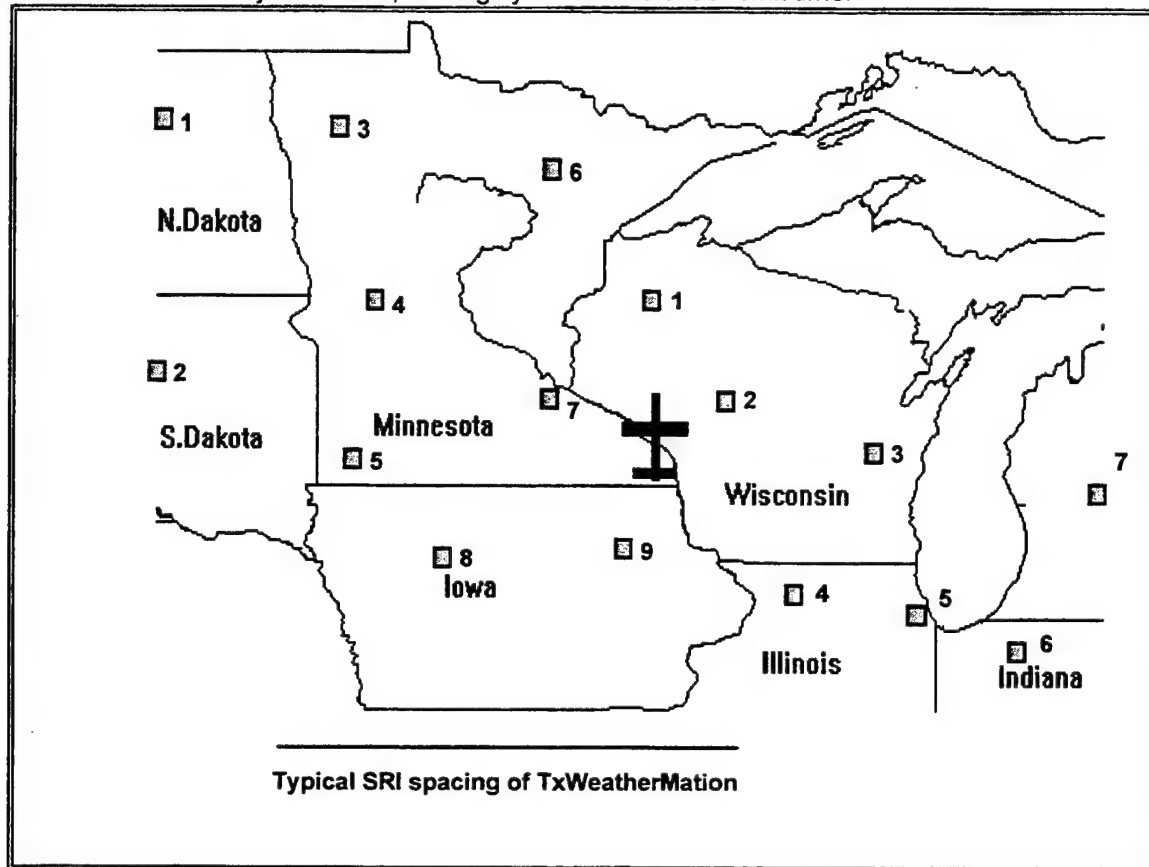 1
3
6
N.Dakota
4
1
2
7
2
Minnesota
S.Dakota
5
3
7
Wisconsin
8
9
Iowa
4
5
Illinois
6
Indiana
Typical SRI spacing of TxWeatherMation